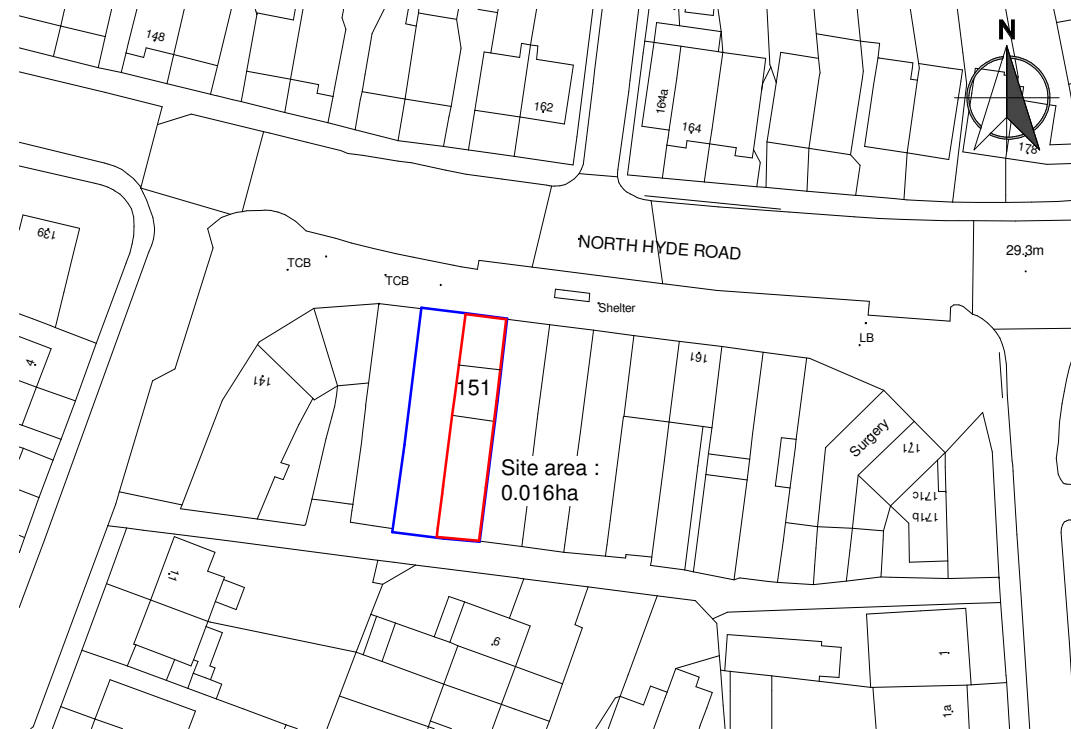 148
162
164a
164
N
178
139
TCB
TCB
NORTH HYDE ROAD
29.3m
Shelter
LB
4
141
151
161
Surgery
171
171c
171b
Site area :
0.016ha
11
9
1
1a